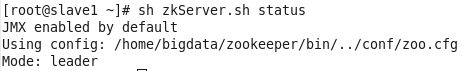 [root@slave1 ~]# sh zkServer.sh status
JMX enabled by default
Using config: /home/bigdata/zookeeper/bin/../conf/zoo.cfg
Mode: leader